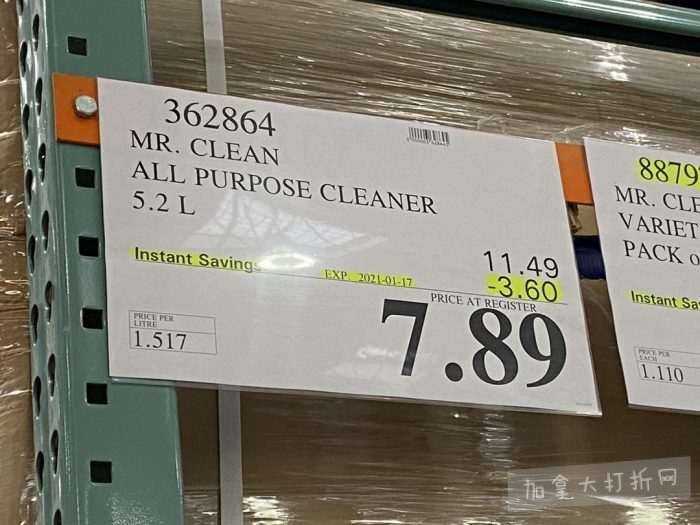 362864
MR. CLEAN
ALL PURPOSE CLEANER
5.2 L
Instant Savings
EXP. 2021-01-17
11.49
-3.60
PRICE AT REGISTER
7.89
PRICE PER
LITRE
1.517
8879
MR. CLE
VARIET
PACK o
Instant Sa
PRICE PER
EACH
1.110
加拿大打折网